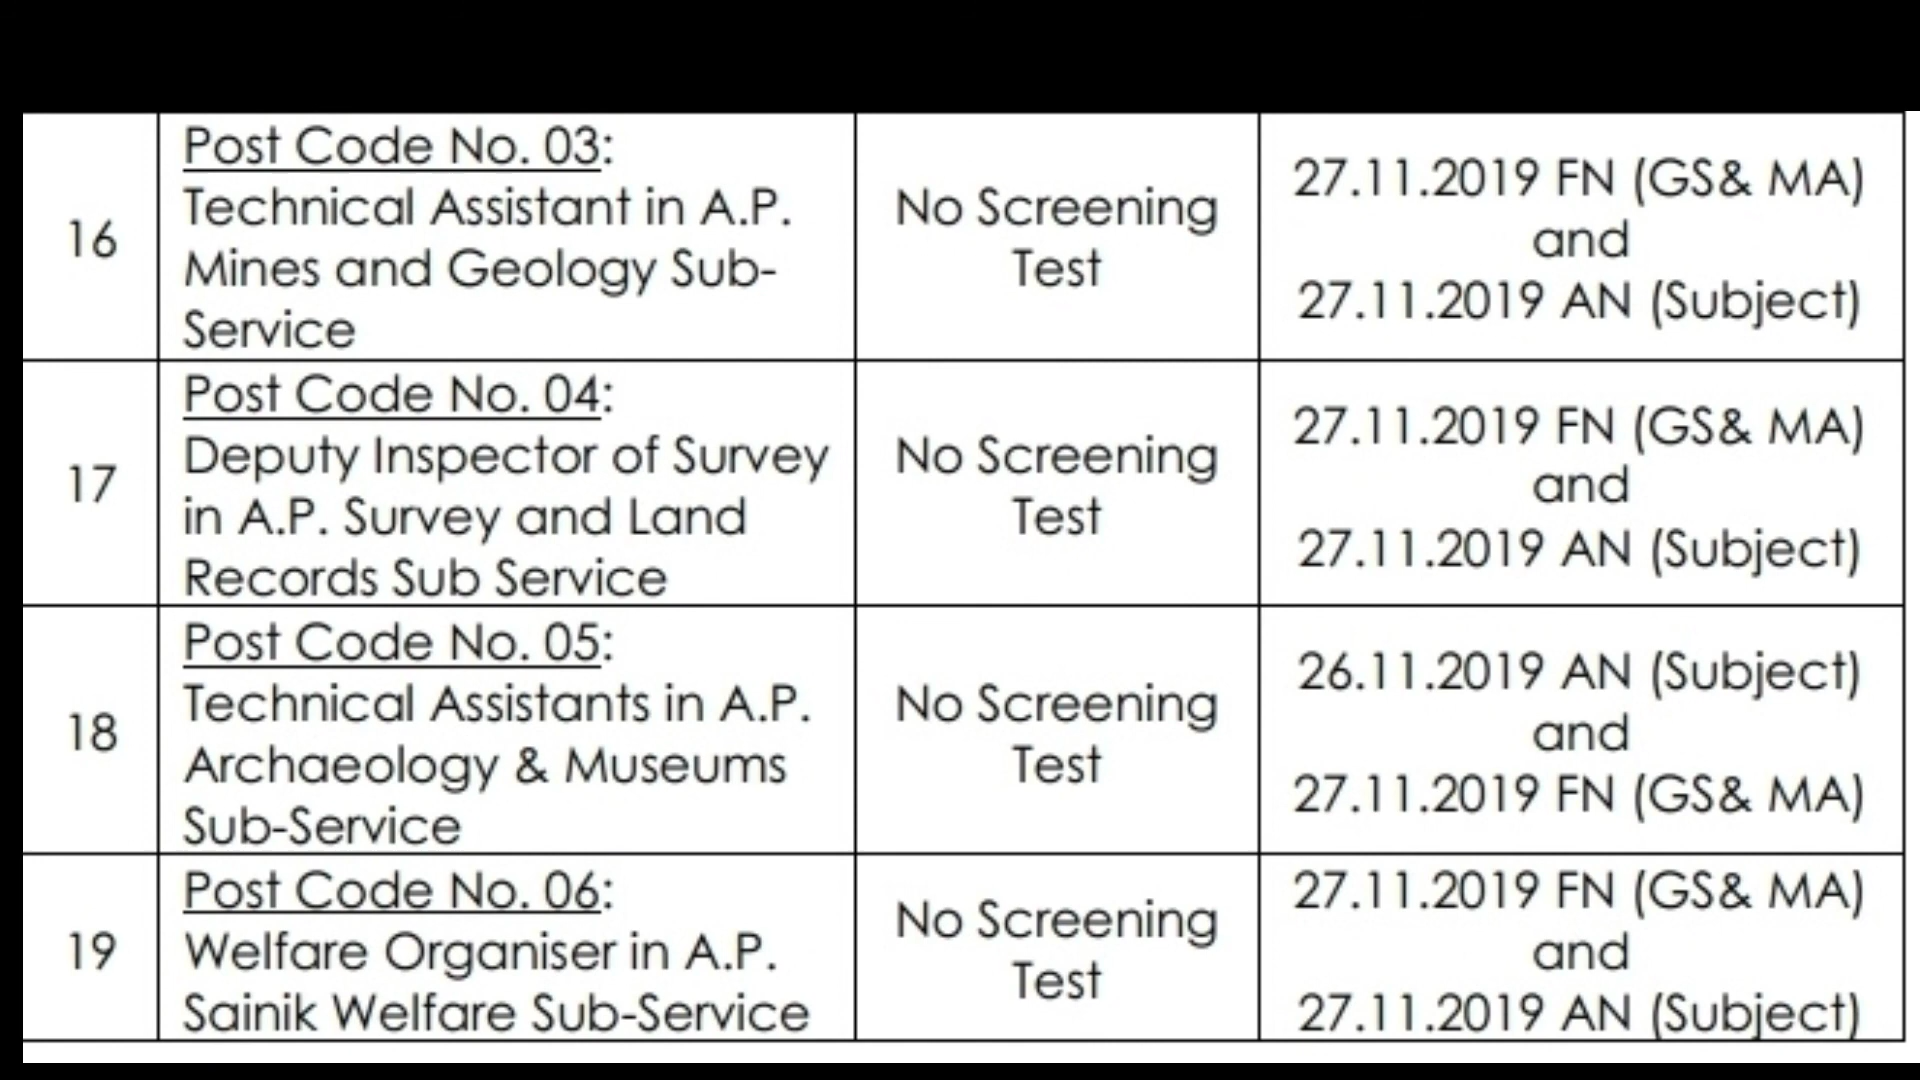 16
Post Code No. 03:
Technical Assistant in A.P.
Mines and Geology Sub-
Service
No Screening
Test
27.11.2019 FN (GS& MA)
and
27.11.2019 AN (Subject)
17
Post Code No. 04:
Deputy Inspector of Survey
in A.P. Survey and Land
Records Sub Service
No Screening
Test
27.11.2019 FN (GS& MA)
and
27.11.2019 AN (Subject)
18
Post Code No. 05:
Technical Assistants in A.P.
Archaeology & Museums
Sub-Service
No Screening
Test
26.11.2019 AN (Subject)
and
27.11.2019 FN (GS& MA)
19
Post Code No. 06:
Welfare Organiser in A.P.
Sainik Welfare Sub-Service
No Screening
Test
27.11.2019 FN (GS& MA)
and
27.11.2019 AN (Subject)